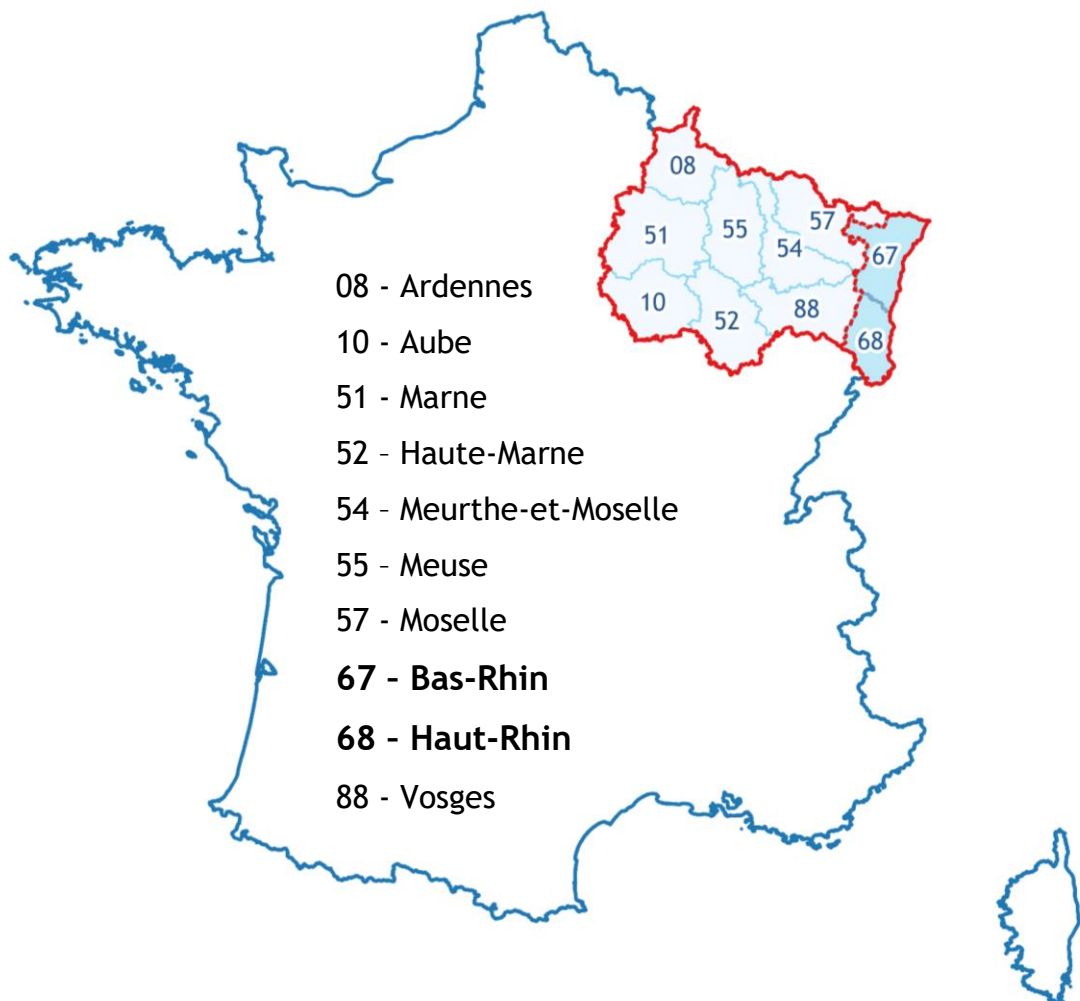 08
57
55
51
54
67
10
88
52
68
08 - Ardennes
10 - Aube
51 - Marne
52 – Haute-Marne
54 – Meurthe-et-Moselle
55 – Meuse
57 - Moselle
67 – Bas-Rhin
68 – Haut-Rhin
88 - Vosges